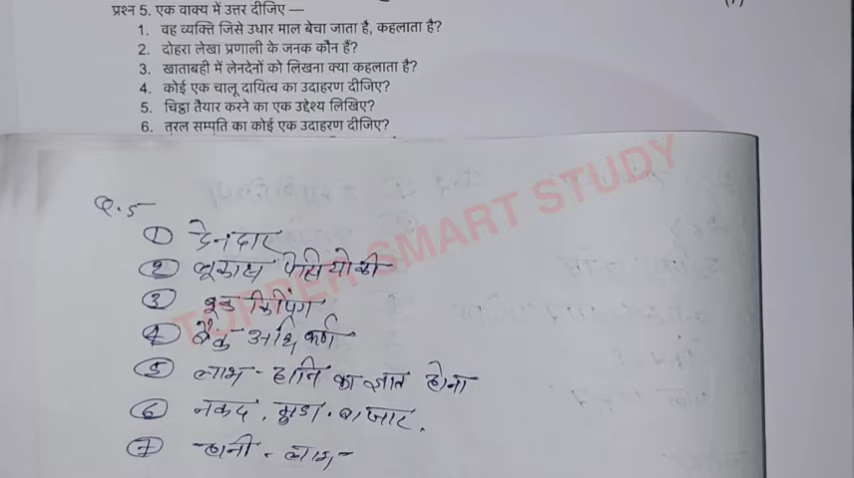 प्रश्न 5. एक वाक्य में उत्तर दीजिए —
1. वह व्यक्ति जिसे उधार माल बेचा जाता है, कहलाता है?
2. दोहरा लेखा प्रणाली के जनक कौन हैं?
3. खाताबही में लेनदेनों को लिखना क्या कहलाता है?
4. कोई एक चालू दायित्व का उदाहरण दीजिए?
5. चिट्ठा तैयार करने का एक उद्देश्य लिखिए?
6. तरल सम्पति का कोई एक उदाहरण दीजिए?
TOPPER SMART STUDY
Q.5
① देनदार
② लूकास पेसियोली
③ बुक किपिंग
④ बैंक अधि कर्ण
⑤ लाभ - हानि का ज्ञात होना
⑥ नकद, मुद्रा बाजार.
⑦ हानी - लाभ